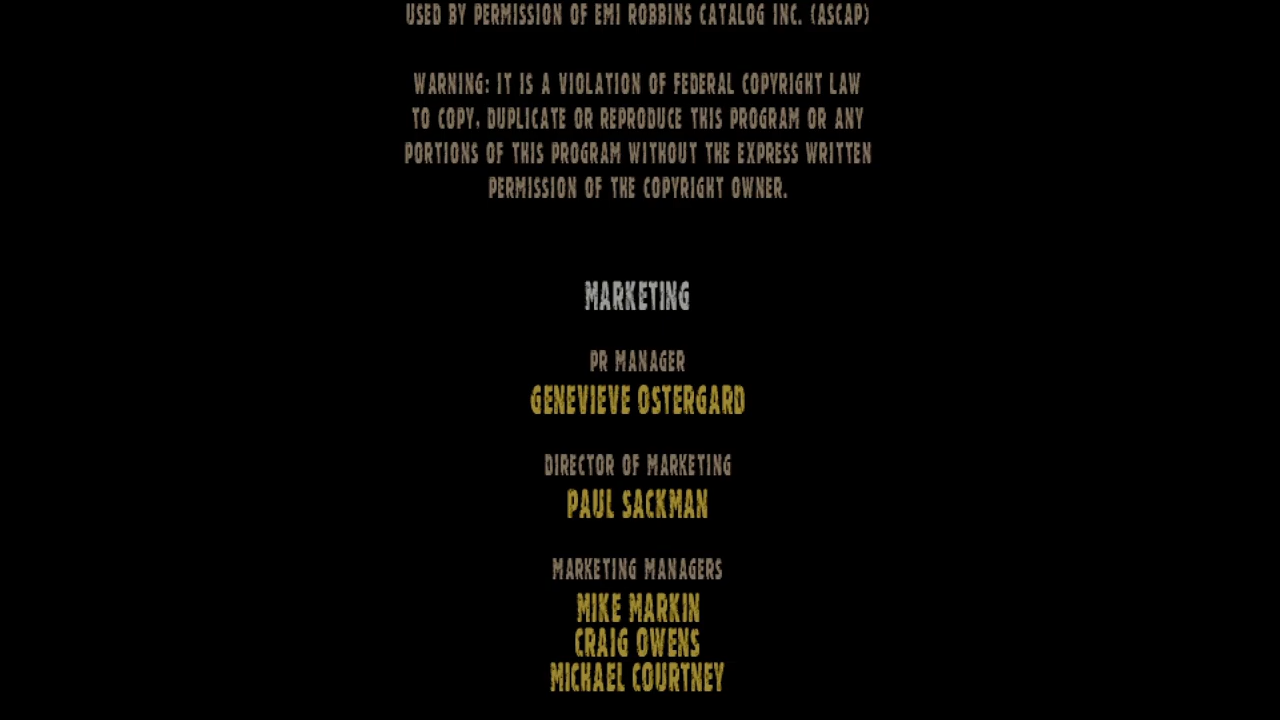 USED BY PERMISSION OF EMI ROBBINS CATALOG INC. (ASCAP)
WARNING: IT IS A VIOLATION OF FEDERAL COPYRIGHT LAW
TO COPY, DUPLICATE OR REPRODUCE THIS PROGRAM OR ANY
PORTIONS OF THIS PROGRAM WITHOUT THE EXPRESS WRITTEN
PERMISSION OF THE COPYRIGHT OWNER.
MARKETING
PR MANAGER
GENEVIEVE OSTERGARD
DIRECTOR OF MARKETING
PAUL SACKMAN
MARKETING MANAGERS
MIKE MARKIN
CRAIG OWENS
MICHAEL COURTNEY